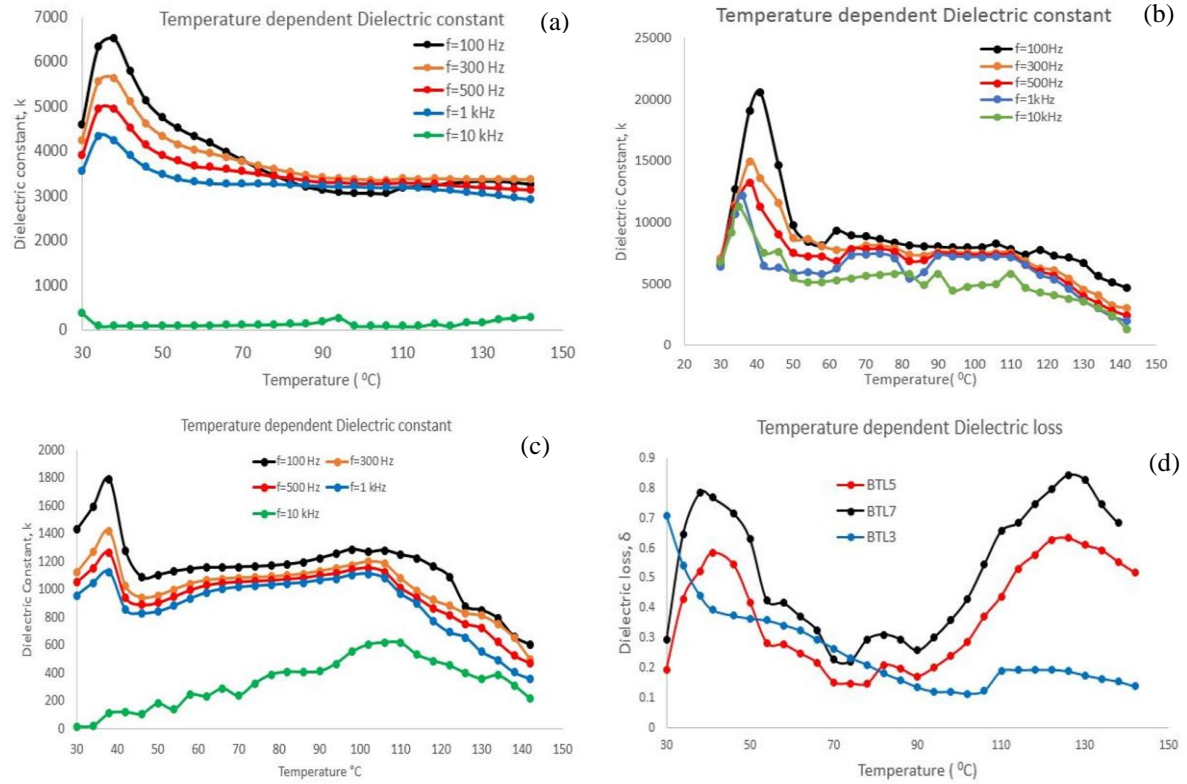 Temperature dependent Dielectric constant
(a)
7000
6000
5000
4000
3000
2000
1000
0
Dielectric constant, k
f=100 Hz
f=300 Hz
f=500 Hz
f=1 kHz
f=10 kHz
30 50 70 90 110 130 150
Temperature ( ⁰C)
Temperature dependent Dielectric constant
(b)
25000
20000
15000
10000
5000
0
Dielectric Constant, k
f=100Hz
f=300Hz
f=500Hz
f=1kHz
f=10kHz
20 30 40 50 60 70 80 90 100 110 120 130 140 150
Temperature( ⁰C)
Temperature dependent Dielectric constant
(c)
2000
1800
1600
1400
1200
1000
800
600
400
200
0
Dielectric Constant, k
f=100 Hz f=300 Hz
f=500 Hz f=1 kHz
f=10 kHz
30 40 50 60 70 80 90 100 110 120 130 140 150
Temperature °C
Temperature dependent Dielectric loss
(d)
0.9
0.8
0.7
0.6
0.5
0.4
0.3
0.2
0.1
0
Dielectric loss, δ
BTL5
BTL7
BTL3
30 50 70 90 110 130 150
Temperature ( ⁰C)